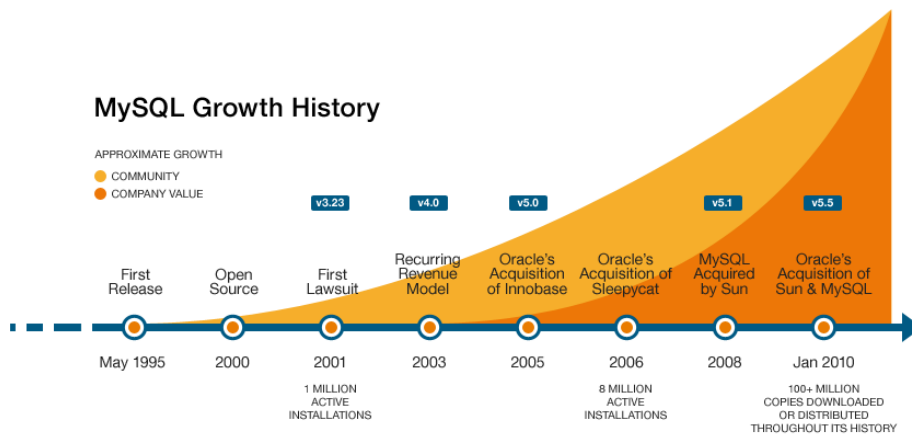 MySQL Growth History
APPROXIMATE GROWTH
COMMUNITY
COMPANY VALUE
v3.23
v4.0
v5.0
v5.1
v5.5
First
Release
Open
Source
First
Lawsuit
Recurring
Revenue
Model
Oracle's
Acquisition
of Innobase
Oracle's
Acquisition of
Sleepycat
MySQL
Acquired
by Sun
Oracle's
Acquisition of
Sun & MySQL
May 1995
2000
2001
2003
2005
2006
2008
Jan 2010
1 MILLION
ACTIVE
INSTALLATIONS
8 MILLION
ACTIVE
INSTALLATIONS
100+ MILLION
COPIES DOWNLOADED
OR DISTRIBUTED
THROUGHOUT ITS HISTORY